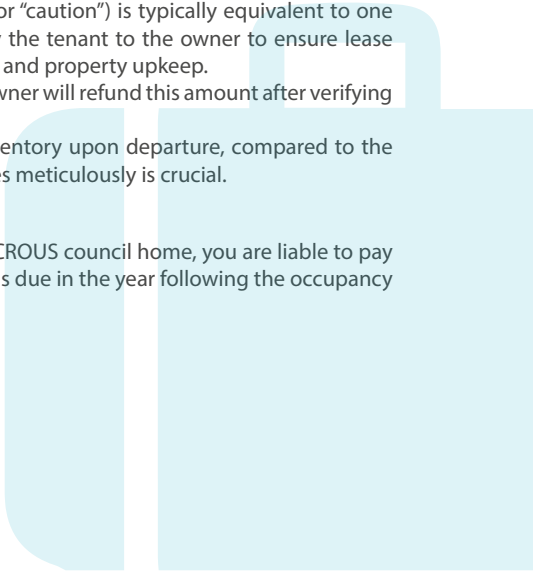 or “caution”) is typically equivalent to one
the tenant to the owner to ensure lease
and property upkeep.
wner will refund this amount after verifying
entory upon departure, compared to the
s meticulously is crucial.
CROUS council home, you are liable to pay
s due in the year following the occupancy